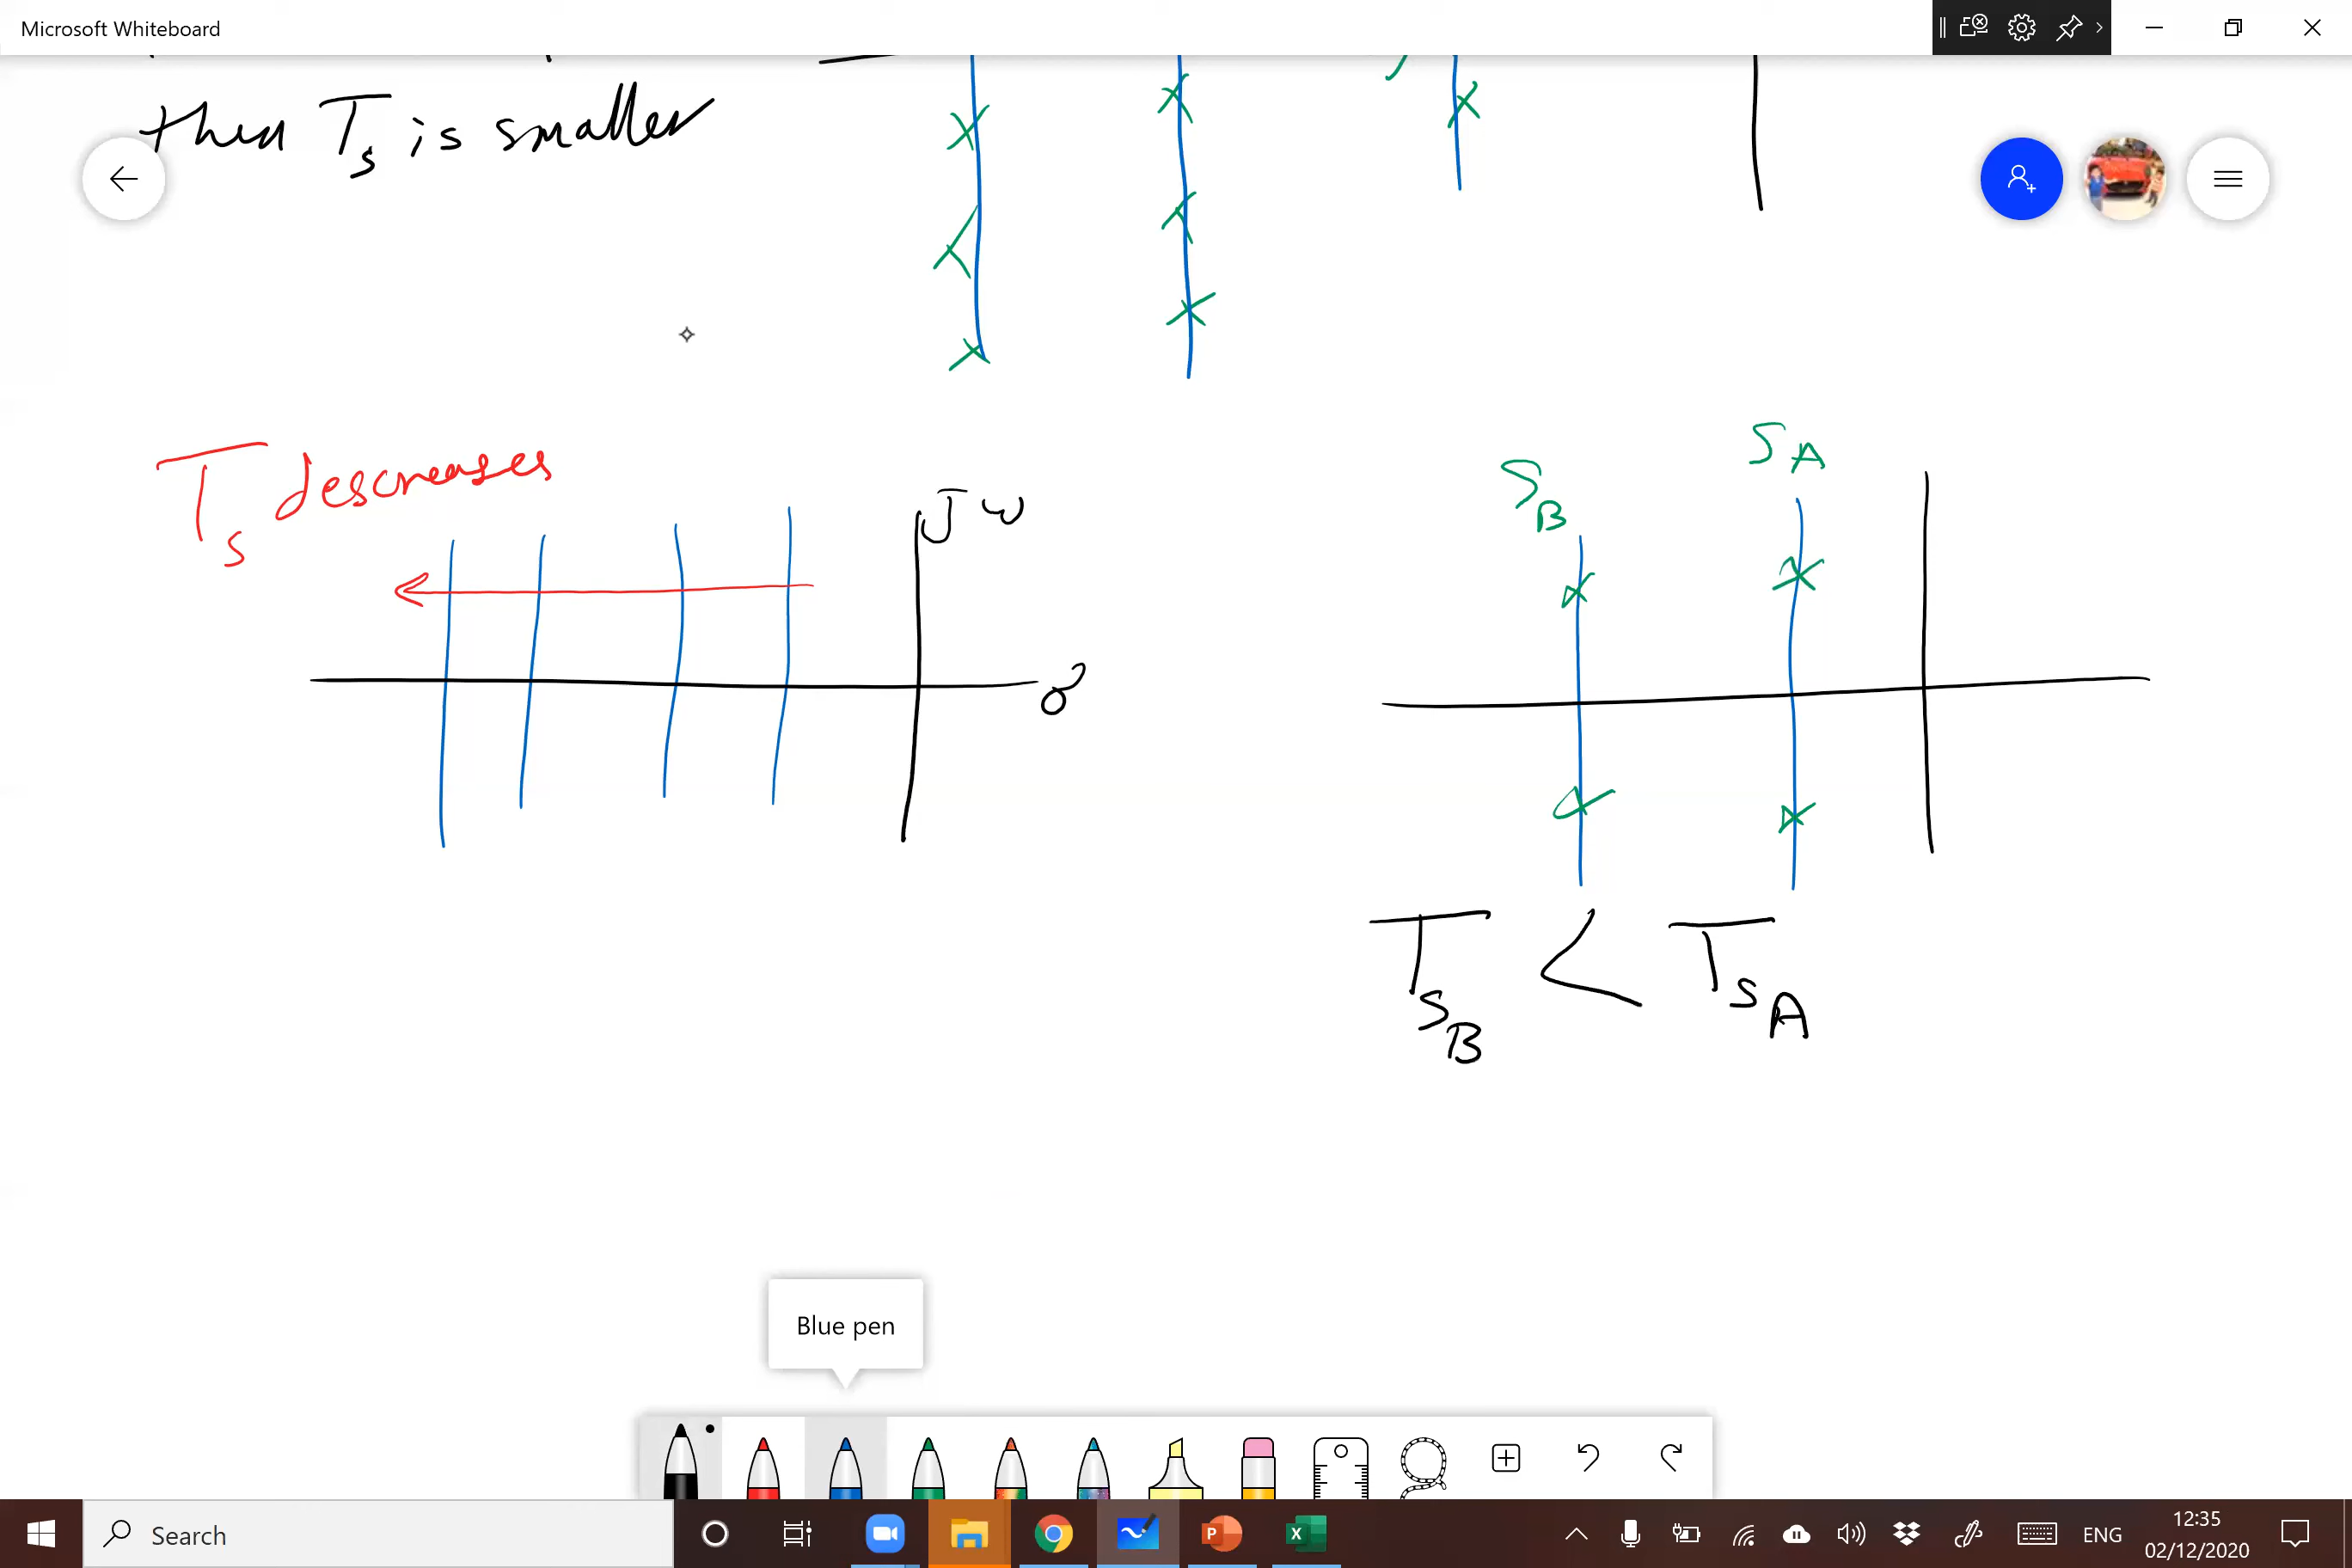 Microsoft Whiteboard
then Ts is smaller
Ts descreases
Jω
σ
SB
SA
TSB < TSA
Blue pen
Search
ENG
12:35
02/12/2020